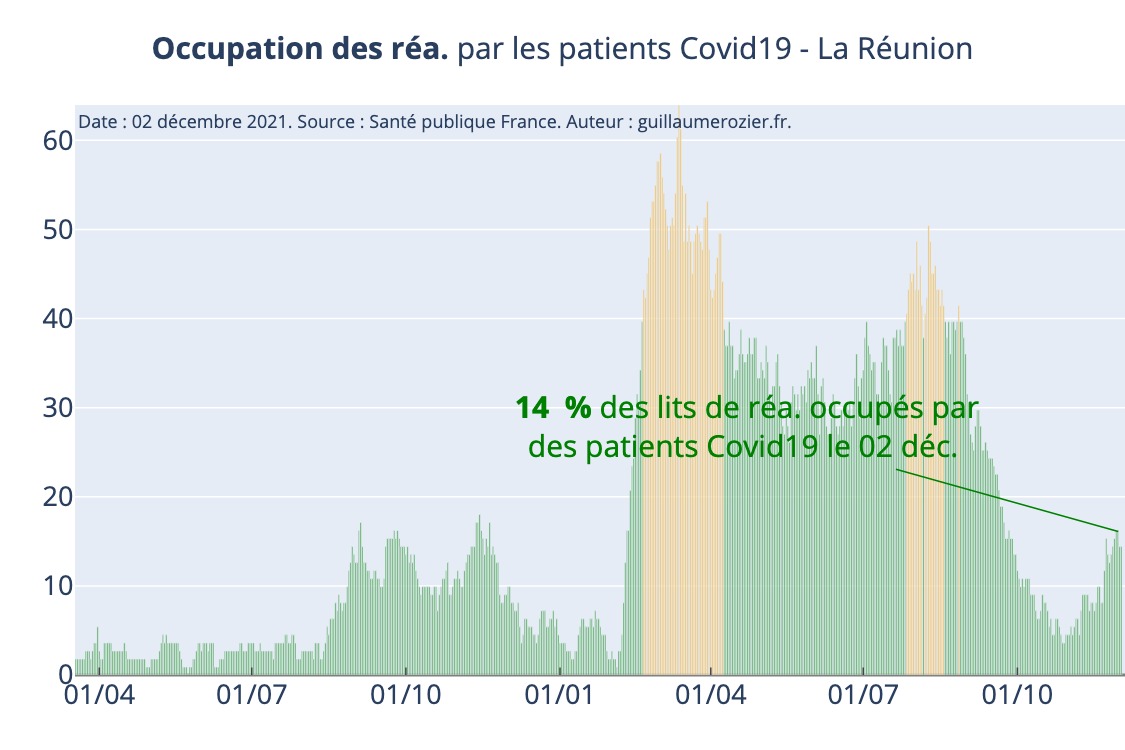 Occupation des réa. par les patients Covid19 - La Réunion
Date : 02 décembre 2021. Source : Santé publique France. Auteur : guillaumerozier.fr.
60
50
40
30
20
10
0
14 % des lits de réa. occupés par
des patients Covid19 le 02 déc.
01/04 01/07 01/10 01/01 01/04 01/07 01/10